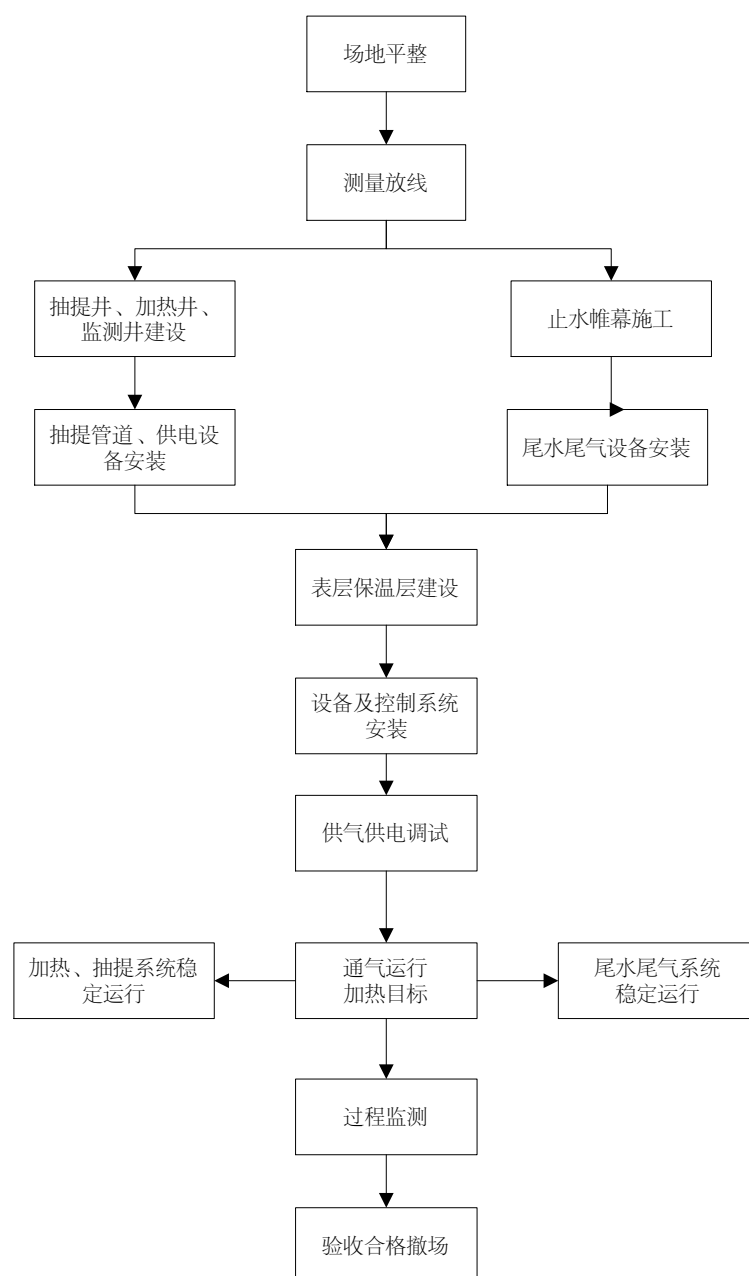 场地平整
测量放线
抽提井、加热井、
监测井建设
止水帷幕施工
抽提管道、供电设
备安装
尾水尾气设备安装
表层保温层建设
设备及控制系统
安装
供气供电调试
加热、抽提系统稳
定运行
通气运行
加热目标
尾水尾气系统
稳定运行
过程监测
验收合格撤场